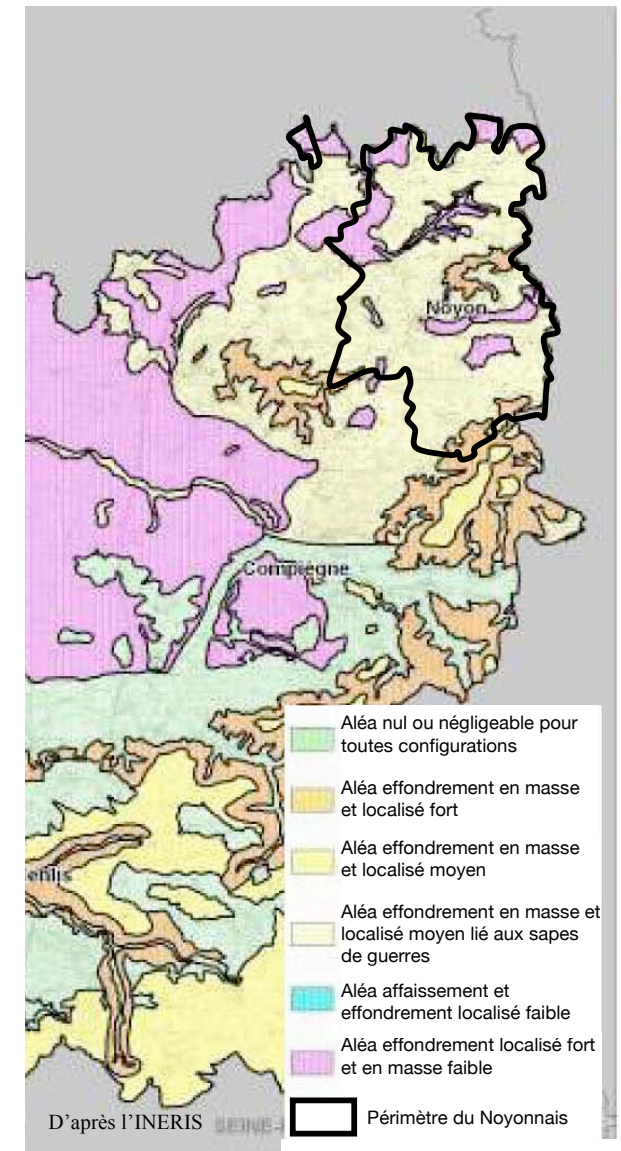 Noyon
Compiègne
enlis
Aléa nul ou négligeable pour
toutes configurations
Aléa effondrement en masse
et localisé fort
Aléa effondrement en masse
et localisé moyen
Aléa effondrement en masse et
localisé moyen lié aux sapes
de guerres
Aléa affaissement et
effondrement localisé faible
Aléa effondrement localisé fort
et en masse faible
Périmètre du Noyonnais
D'après l'INERIS
SEINE-